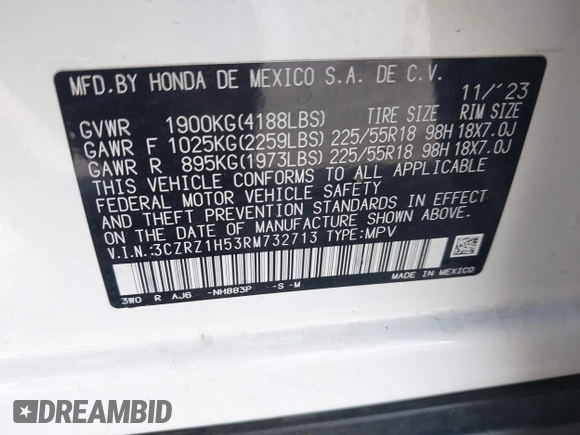 MFD.BY HONDA DE MEXICO S.A. DE C.V.
11/'23
TIRE SIZE RIM SIZE
GVWR 1900KG(4188LBS)
GAWR F 1025KG(2259LBS) 225/55R18 98H 18X7.0J
GAWR R 895KG(1973LBS) 225/55R18 98H 18X7.0J
THIS VEHICLE CONFORMS TO ALL APPLICABLE
FEDERAL MOTOR VEHICLE SAFETY
AND THEFT PREVENTION STANDARDS IN EFFECT
ON THE DATE OF MANUFACTURE SHOWN ABOVE.
V.I.N.:3CZRZ1H53RM732713 TYPE:MPV
3WO R AJ6 -NH883P --S-M
MADE IN MEXICO
DREAMBID